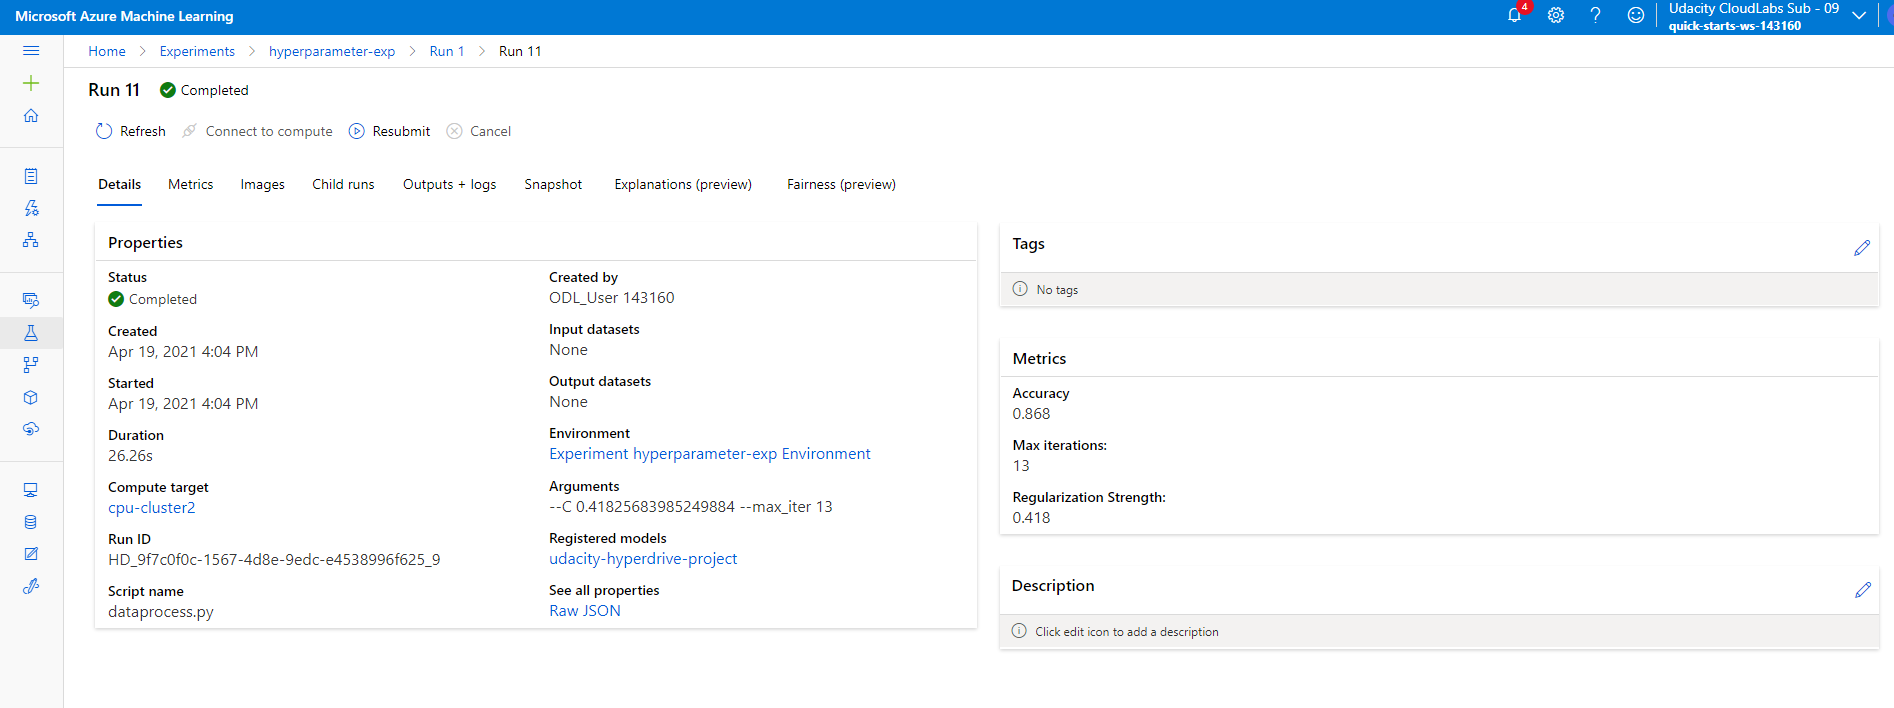 Microsoft Azure Machine Learning
4
Udacity CloudLabs Sub - 09
quick-starts-ws-143160
Home > Experiments > hyperparameter-exp > Run 1 > Run 11
Run 11 Completed
Refresh Connect to compute Resubmit Cancel
Details Metrics Images Child runs Outputs + logs Snapshot Explanations (preview) Fairness (preview)
Properties
Status
Completed
Created
Apr 19, 2021 4:04 PM
Started
Apr 19, 2021 4:04 PM
Duration
26.26s
Compute target
cpu-cluster2
Run ID
HD_9f7c0f0c-1567-4d8e-9edc-e4538996f625_9
Script name
dataprocess.py
Created by
ODL_User 143160
Input datasets
None
Output datasets
None
Environment
Experiment hyperparameter-exp Environment
Arguments
--C 0.41825683985249884 --max_iter 13
Registered models
udacity-hyperdrive-project
See all properties
Raw JSON
Tags
No tags
Metrics
Accuracy
0.868
Max iterations:
13
Regularization Strength:
0.418
Description
Click edit icon to add a description